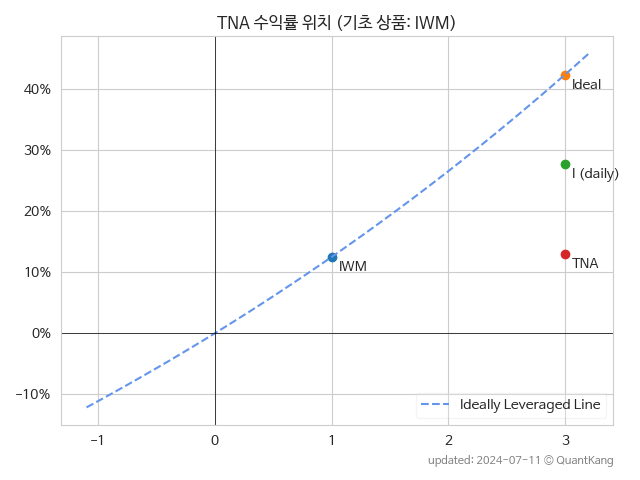 TNA 수익률 위치 (기초 상품: IWM)
40%
30%
20%
10%
0%
−10%
Ideal
I (daily)
IWM
TNA
Ideally Leveraged Line
−1
0
1
2
3
updated: 2024-07-11 © QuantKang